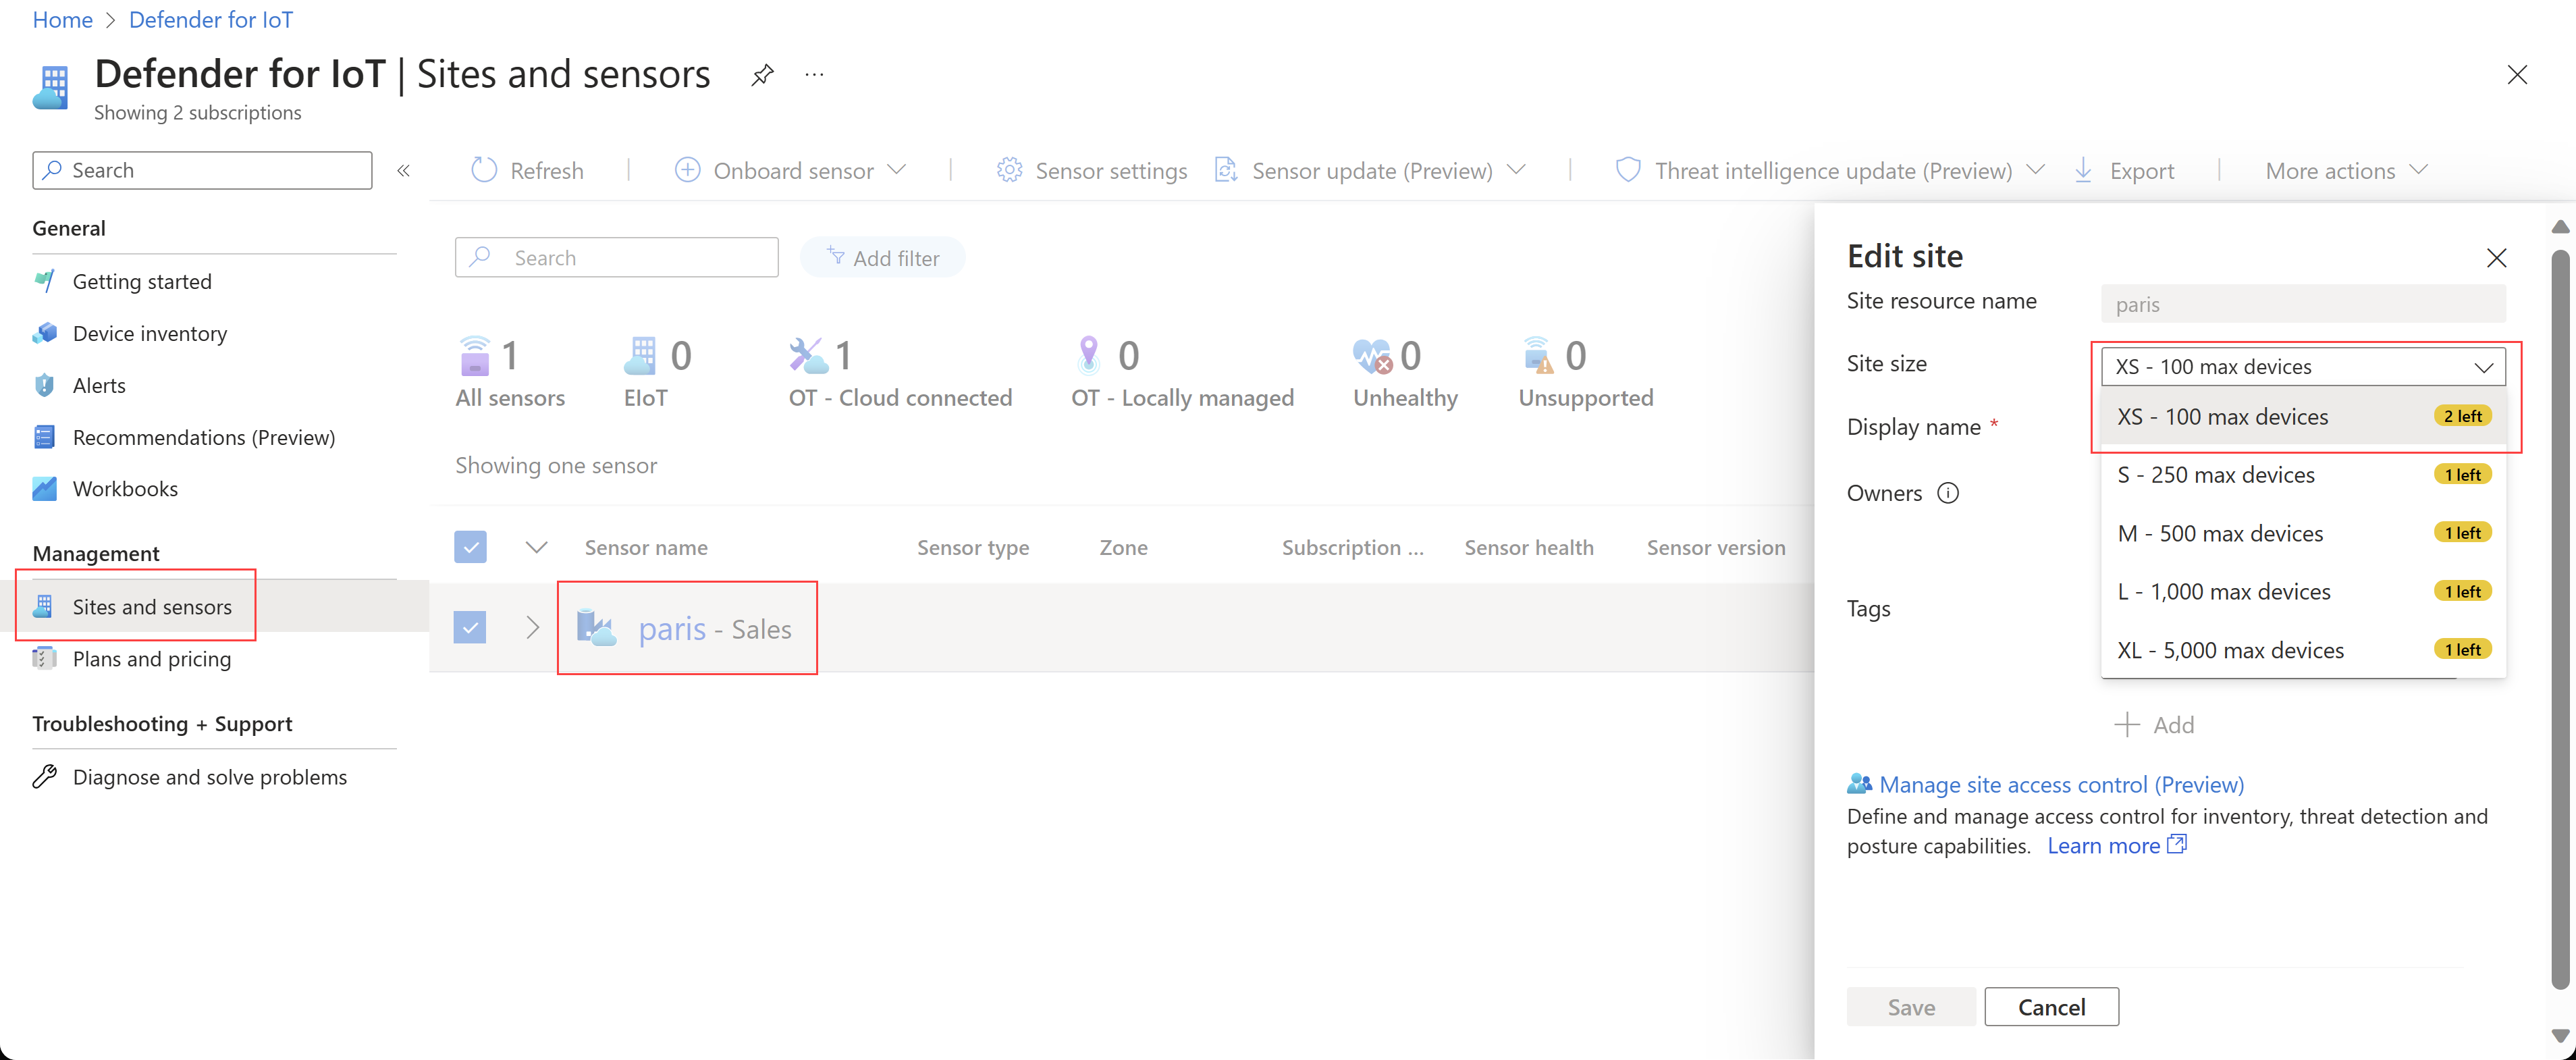 Home > Defender for IoT
Defender for IoT | Sites and sensors ...
Showing 2 subscriptions
Search
General
Getting started
Device inventory
Alerts
Recommendations (Preview)
Workbooks
Management
Sites and sensors
Plans and pricing
Troubleshooting + Support
Diagnose and solve problems
Refresh | Onboard sensor | Sensor settings Sensor update (Preview) | Threat intelligence update (Preview) Export | More actions
Search Add filter
1 0 1 0 0 0
All sensors EIoT OT - Cloud connected OT - Locally managed Unhealthy Unsupported
Showing one sensor
Sensor name Sensor type Zone Subscription ... Sensor health Sensor version
paris - Sales
Edit site
Site resource name paris
Site size XS - 100 max devices
XS - 100 max devices 2 left
Display name *
S - 250 max devices 1 left
Owners
M - 500 max devices 1 left
L - 1,000 max devices 1 left
Tags
XL - 5,000 max devices 1 left
Add
Manage site access control (Preview)
Define and manage access control for inventory, threat detection and
posture capabilities. Learn more
Save Cancel